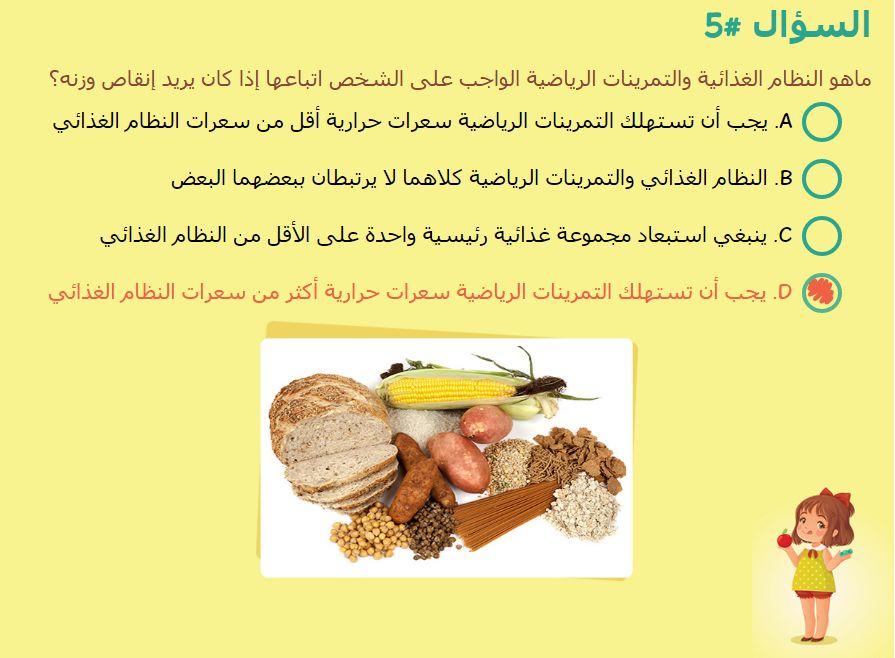 السؤال #5
ماهو النظام الغذائية والتمرينات الرياضية الواجب على الشخص اتباعها إذا كان يريد إنقاص وزنه؟
A. يجب أن تستهلك التمرينات الرياضية سعرات حرارية أقل من سعرات النظام الغذائي
B. النظام الغذائي والتمرينات الرياضية كلاهما لا يرتبطان ببعضهما البعض
C. ينبغي استبعاد مجموعة غذائية رئيسية واحدة على الأقل من النظام الغذائي
D. يجب أن تستهلك التمرينات الرياضية سعرات حرارية أكثر من سعرات النظام الغذائي